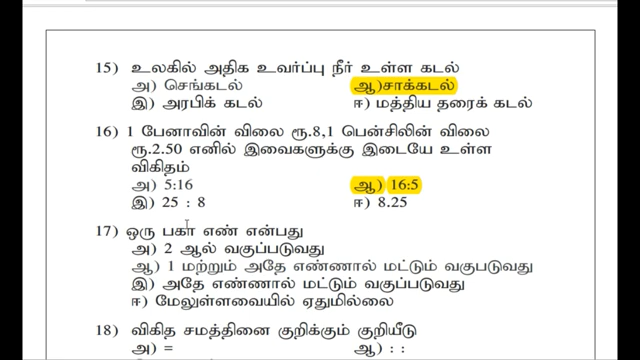 15) உலகில் அதிக உவர்ப்பு நீர் உள்ள கடல்
அ) செங்கடல் ஆ)சாக்கடல்
இ) அரபிக் கடல் ஈ) மத்திய தரைக் கடல்
16) 1 பேனாவின் விலை ரூ.8,1 பென்சிலின் விலை
ரூ.2.50 எனில் இவைகளுக்கு இடையே உள்ள
விகிதம்
அ) 5:16 ஆ) 16:5
இ) 25 : 8 ஈ) 8.25
17) ஒரு பகா எண் என்பது
அ) 2 ஆல் வகுப்படுவது
ஆ) 1 மற்றும் அதே எண்ணால் மட்டும் வகுபடுவது
இ) அதே எண்ணால் மட்டும் வகுப்படுவது
ஈ) மேலுள்ளவையில் ஏதுமில்லை
18) விகித சமத்தினை குறிக்கும் குறியீடு
அ) = ஆ) : :